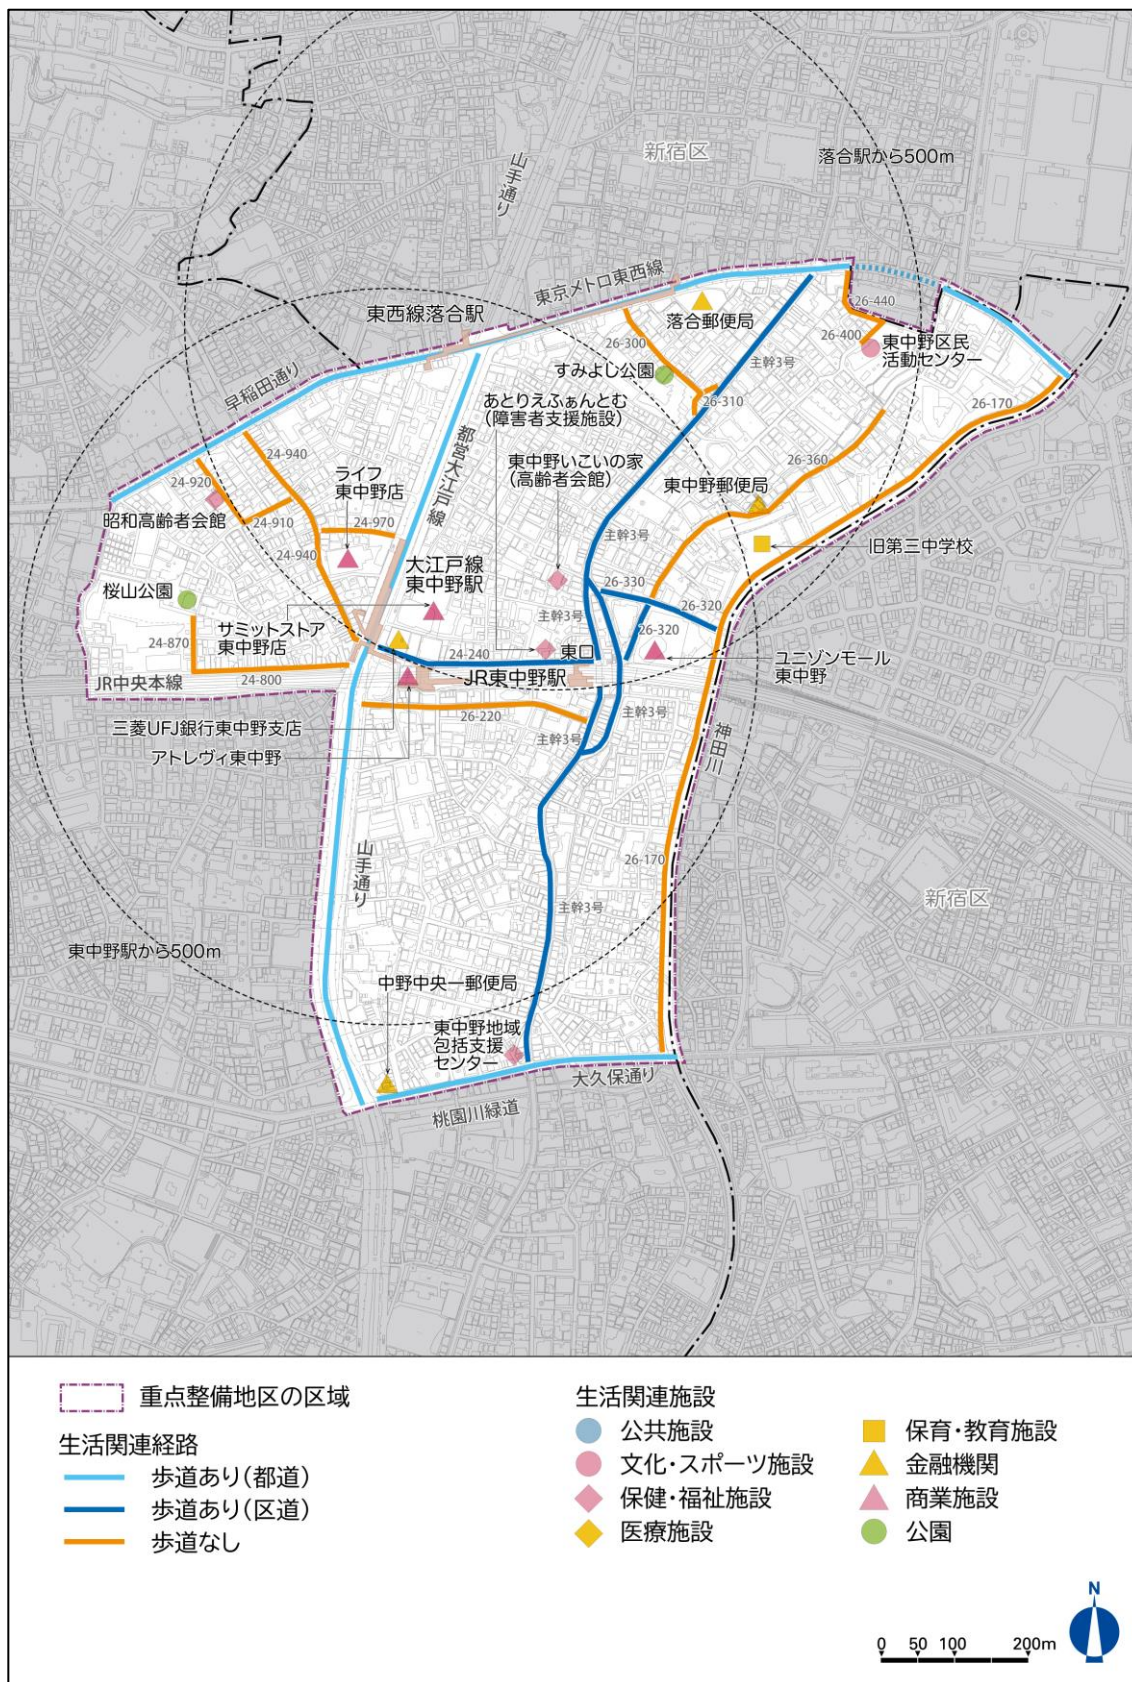 新宿区
落合駅から500m
山手通り
東京メトロ東西線
東西線落合駅
落合郵便局
26-440
26-400
東中野区民
活動センター
26-300
すみよし公園
主幹3号
26-310
26-170
早稲田通り
あとりえふぁんとむ
(障害者支援施設)
都営大江戸線
24-940
ライフ
東中野店
東中野いこいの家
(高齢者会館)
26-360
24-920
昭和高齢者会館
24-910
24-970
東中野郵便局
24-940
主幹3号
旧第三中学校
大江戸線
東中野駅
桜山公園
26-330
26-320
サミットストア
東中野店
主幹3号
24-870
24-240
東口
26-320
ユニゾンモール
東中野
JR中央本線
24-800
JR東中野駅
26-220
主幹3号
三菱UFJ銀行東中野支店
主幹3号
神田川
アトレヴィ東中野
山手通り
26-170
新宿区
主幹3号
東中野駅から500m
中野中央一郵便局
東中野地域
包括支援
センター
大久保通り
桃園川緑道
重点整備地区の区域
生活関連経路
歩道あり(都道)
歩道あり(区道)
歩道なし
生活関連施設
公共施設
文化・スポーツ施設
保健・福祉施設
医療施設
保育・教育施設
金融機関
商業施設
公園
N
0 50 100 200m